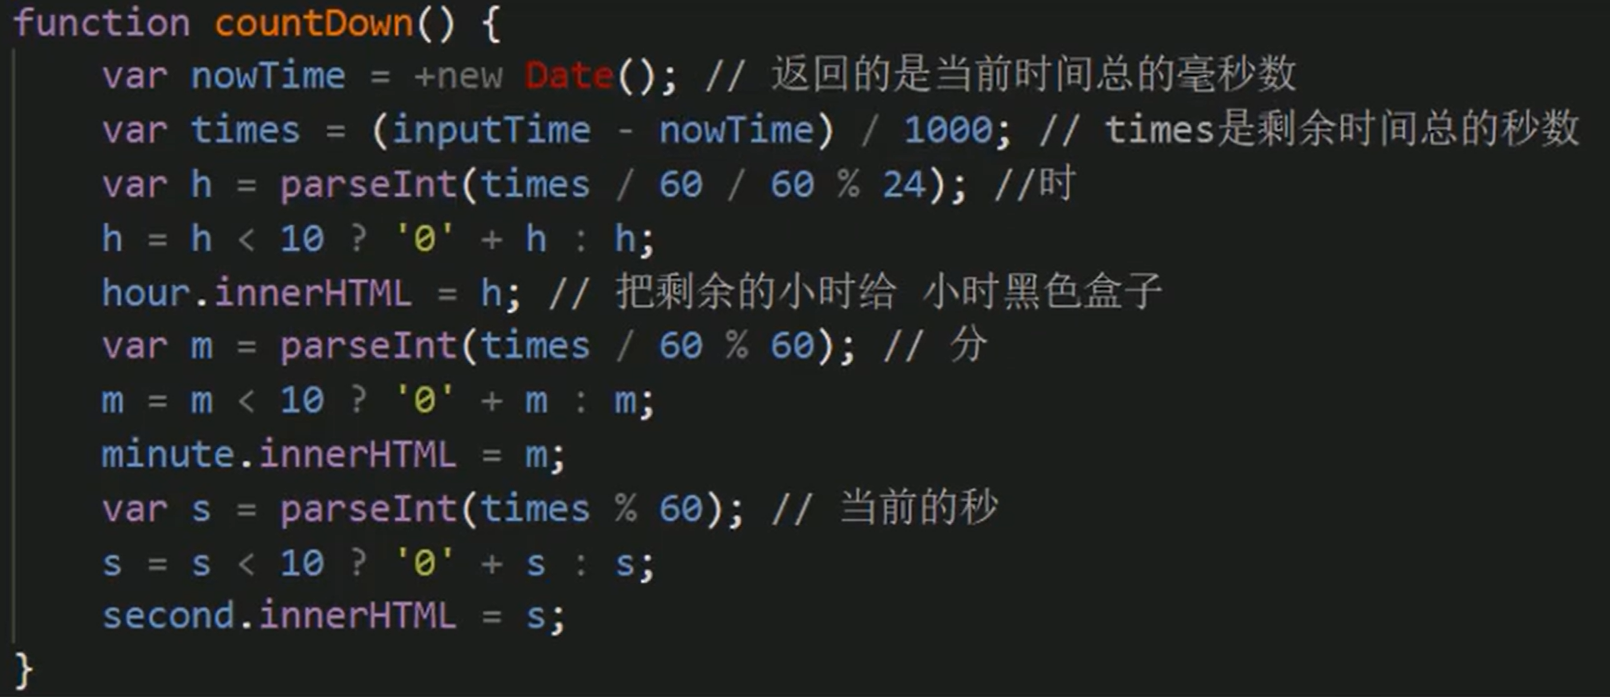 function countDown() {
    var nowTime = +new Date(); // 返回的是当前时间总的毫秒数
    var times = (inputTime - nowTime) / 1000; // times是剩余时间总的秒数
    var h = parseInt(times / 60 / 60 % 24); //时
    h = h < 10 ? '0' + h : h;
    hour.innerHTML = h; // 把剩余的小时给 小时黑色盒子
    var m = parseInt(times / 60 % 60); // 分
    m = m < 10 ? '0' + m : m;
    minute.innerHTML = m;
    var s = parseInt(times % 60); // 当前的秒
    s = s < 10 ? '0' + s : s;
    second.innerHTML = s;
}